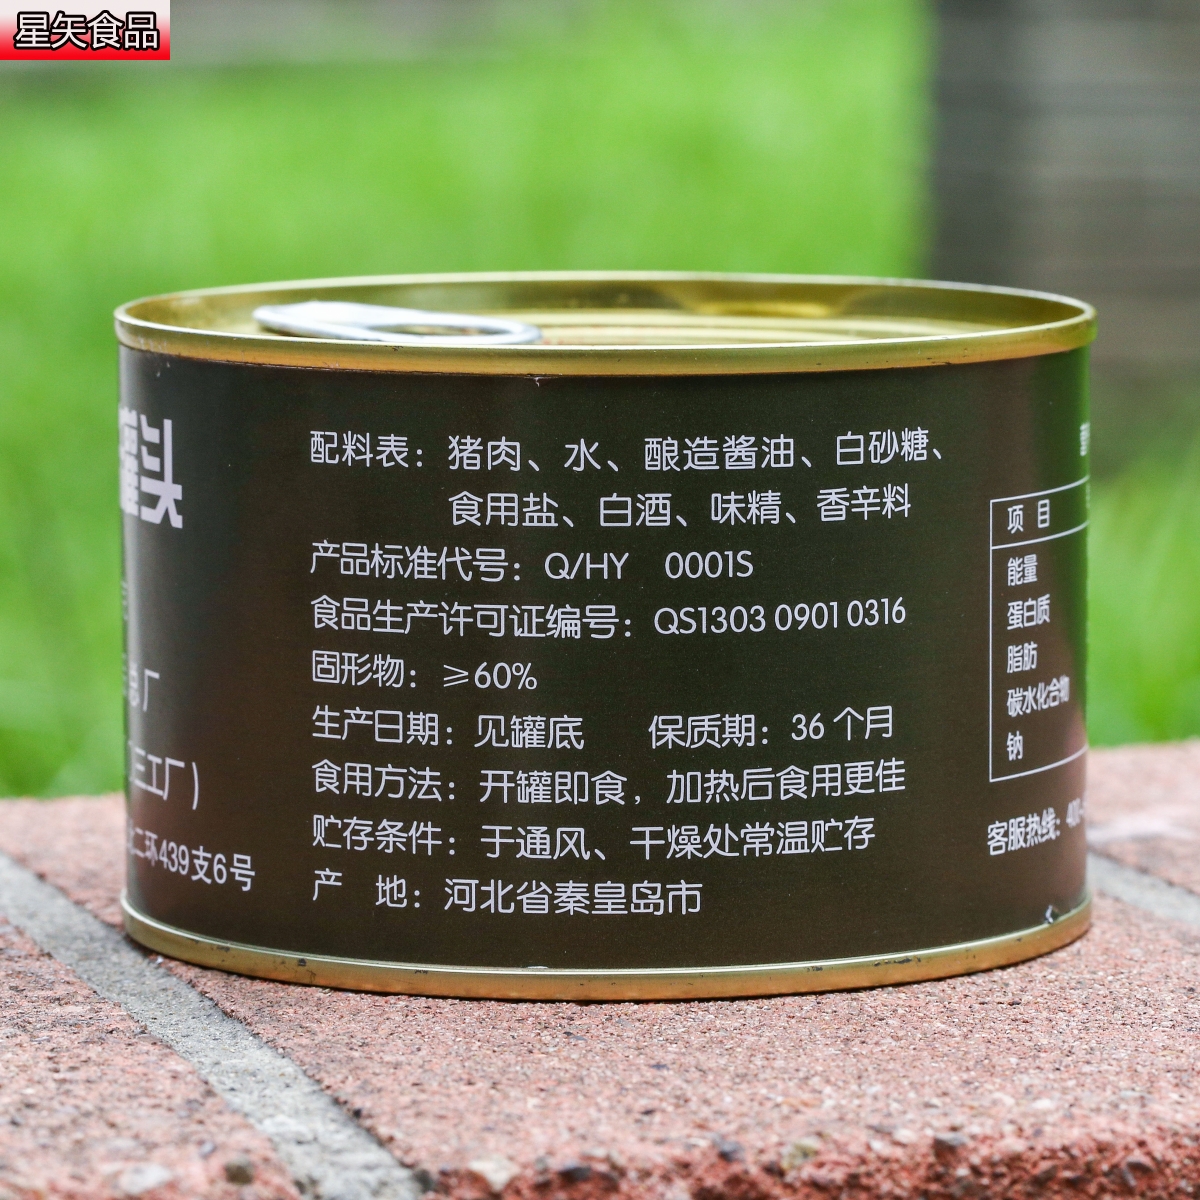 星矢食品
罐头
总厂
三工厂)
二环439支6号
配料表：猪肉、水、酿造酱油、白砂糖、
食用盐、白酒、味精、香辛料
产品标准代号：Q/HY 0001S
食品生产许可证编号：QS1303 0901 0316
固形物：≥60%
生产日期：见罐底 保质期：36个月
食用方法：开罐即食，加热后食用更佳
贮存条件：于通风、干燥处常温贮存
产 地：河北省秦皇岛市
项 目
能量
蛋白质
脂肪
碳水化合物
钠
客服热线：400-